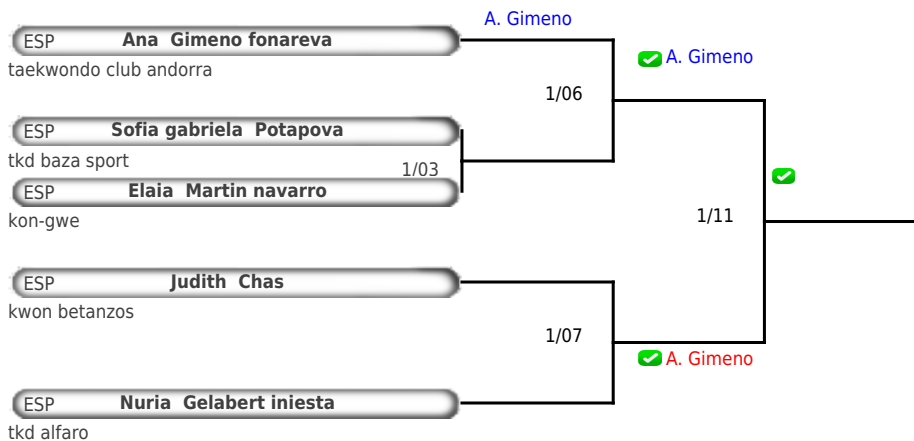 A. Gimeno
ESP Ana Gimeno fonareva
taekwondo club andorra
A. Gimeno
1/06
ESP Sofia gabriela Potapova
tkd baza sport
1/03
ESP Elaia Martin navarro
kon-gwe
1/11
ESP Judith Chas
kwon betanzos
1/07
A. Gimeno
ESP Nuria Gelabert iniesta
tkd alfaro